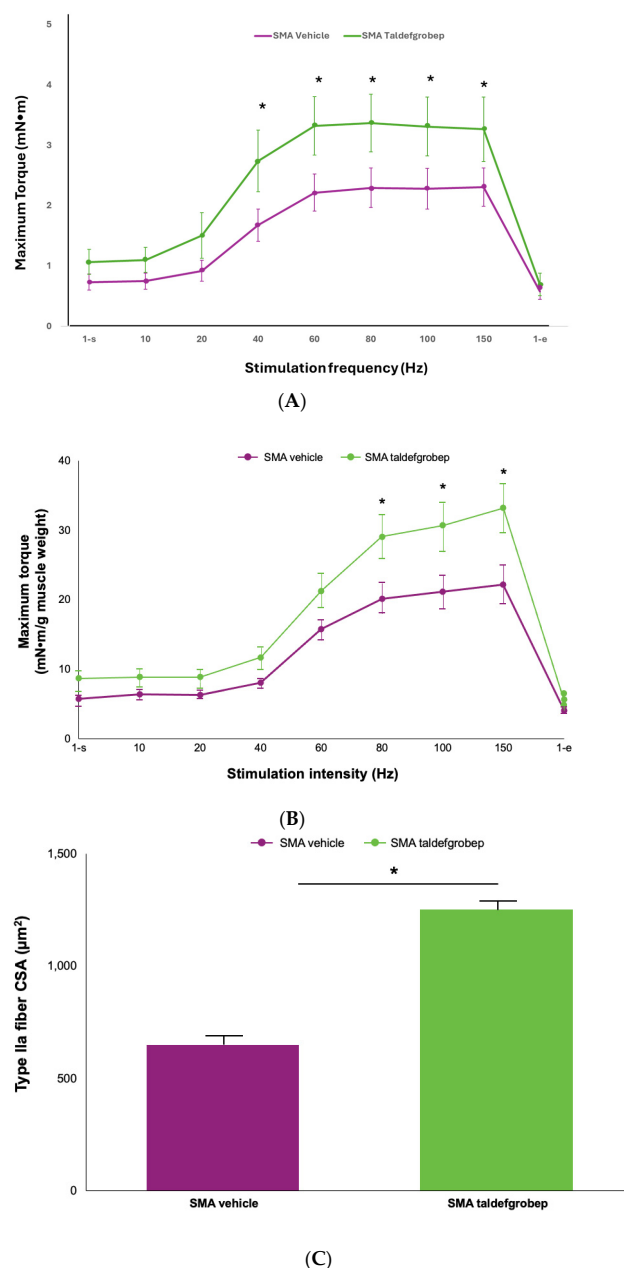 5
SMA Vehicle
SMA Taldefgrobep
4
* * * * *
3
2
1
0
Maximum Torque (mN•m)
1-s 10 20 40 60 80 100 150 1-e
Stimulation frequency (Hz)
(A)
40
SMA vehicle
SMA taldefgrobep
* * *
30
20
10
0
Maximum torque
(mN•m/g muscle weight)
1-s 10 20 40 60 80 100 150 1-e
Stimulation intensity (Hz)
(B)
SMA vehicle
SMA taldefgrobep
1,500
*
1,000
500
0
Type IIa fiber CSA (µm²)
SMA vehicle SMA taldefgrobep
(C)